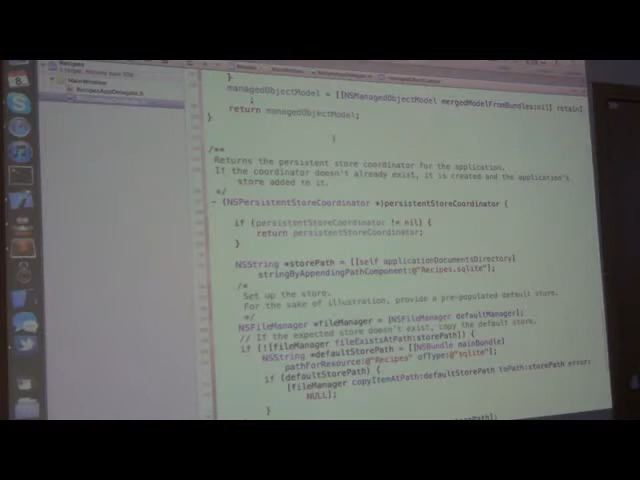 Recipes
MainWindow
RecipesAppDelegate.h
}
managedObjectModel = [[NSManagedObjectModel mergedModelFromBundles:nil] retain]
;
return managedObjectModel;
}
/**
Returns the persistent store coordinator for the application.
If the coordinator doesn't already exist, it is created and the application's
store added to it.
*/
- (NSPersistentStoreCoordinator *)persistentStoreCoordinator {
if (persistentStoreCoordinator != nil) {
return persistentStoreCoordinator;
}
NSString *storePath = [[self applicationDocumentsDirectory]
stringByAppendingPathComponent:@"Recipes.sqlite"];
/*
Set up the store.
For the sake of illustration, provide a pre-populated default store.
*/
NSFileManager *fileManager = [NSFileManager defaultManager];
// If the expected store doesn't exist, copy the default store.
if (![fileManager fileExistsAtPath:storePath]) {
NSString *defaultStorePath = [[NSBundle mainBundle]
pathForResource:@"Recipes" ofType:@"sqlite"];
if (defaultStorePath) {
[fileManager copyItemAtPath:defaultStorePath toPath:storePath error:
NULL];
}